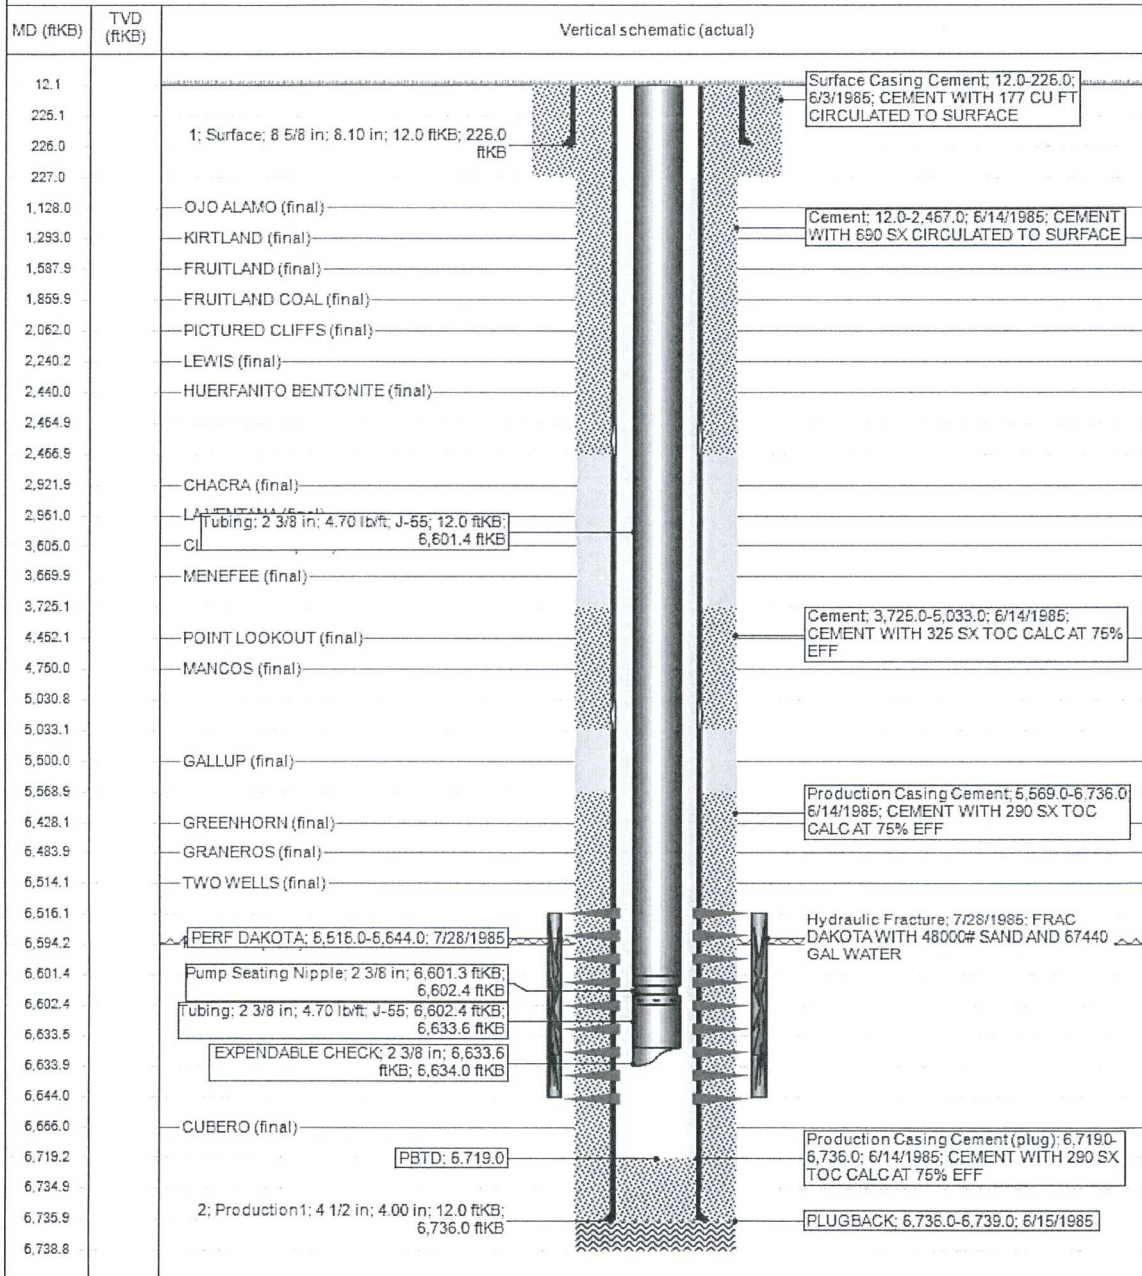 MD (ftKB)
TVD
(ftKB)
Vertical schematic (actual)
12.1
225.1
226.0
227.0
1,128.0
1,293.0
1,587.9
1,859.9
2,062.0
2,240.2
2,440.0
2,464.9
2,466.9
2,921.9
2,951.0
3,605.0
3,669.9
3,725.1
4,452.1
4,750.0
5,030.8
5,033.1
5,500.0
5,568.9
6,428.1
6,483.9
6,514.1
6,516.1
6,594.2
6,601.4
6,602.4
6,633.5
6,633.9
6,644.0
6,666.0
6,719.2
6,734.9
6,735.9
6,738.8
Surface Casing Cement; 12.0-226.0;
6/3/1985; CEMENT WITH 177 CU FT
CIRCULATED TO SURFACE
1; Surface; 8 5/8 in; 8.10 in; 12.0 ftKB; 226.0
ftKB
OJO ALAMO (final)
Cement; 12.0-2,467.0; 6/14/1985; CEMENT
WITH 690 SX CIRCULATED TO SURFACE
KIRTLAND (final)
FRUITLAND (final)
FRUITLAND COAL (final)
PICTURED CLIFFS (final)
LEWIS (final)
HUERFANITO BENTONITE (final)
CHACRA (final)
Tubing; 2 3/8 in; 4.70 lb/ft; J-55; 12.0 ftKB;
6,601.4 ftKB
MENEFEE (final)
Cement; 3,725.0-5,033.0; 6/14/1985;
CEMENT WITH 325 SX TOC CALC AT 75%
EFF
POINT LOOKOUT (final)
MANCOS (final)
GALLUP (final)
Production Casing Cement; 5,569.0-6,736.0;
6/14/1985; CEMENT WITH 290 SX TOC
CALC AT 75% EFF
GREENHORN (final)
GRANEROS (final)
TWO WELLS (final)
Hydraulic Fracture; 7/28/1985; FRAC
DAKOTA WITH 48000# SAND AND 67440
GAL WATER
PERF DAKOTA; 6,516.0-6,644.0; 7/28/1985
Pump Seating Nipple; 2 3/8 in; 6,601.3 ftKB;
6,602.4 ftKB
Tubing; 2 3/8 in; 4.70 lb/ft; J-55; 6,602.4 ftKB;
6,633.6 ftKB
EXPENDABLE CHECK; 2 3/8 in; 6,633.6
ftKB; 6,634.0 ftKB
CUBERO (final)
Production Casing Cement (plug); 6,719.0-
6,736.0; 6/14/1985; CEMENT WITH 290 SX
TOC CALC AT 75% EFF
PBTD; 6,719.0
2; Production1; 4 1/2 in; 4.00 in; 12.0 ftKB;
6,736.0 ftKB
PLUGBACK; 6,736.0-6,739.0; 6/15/1985